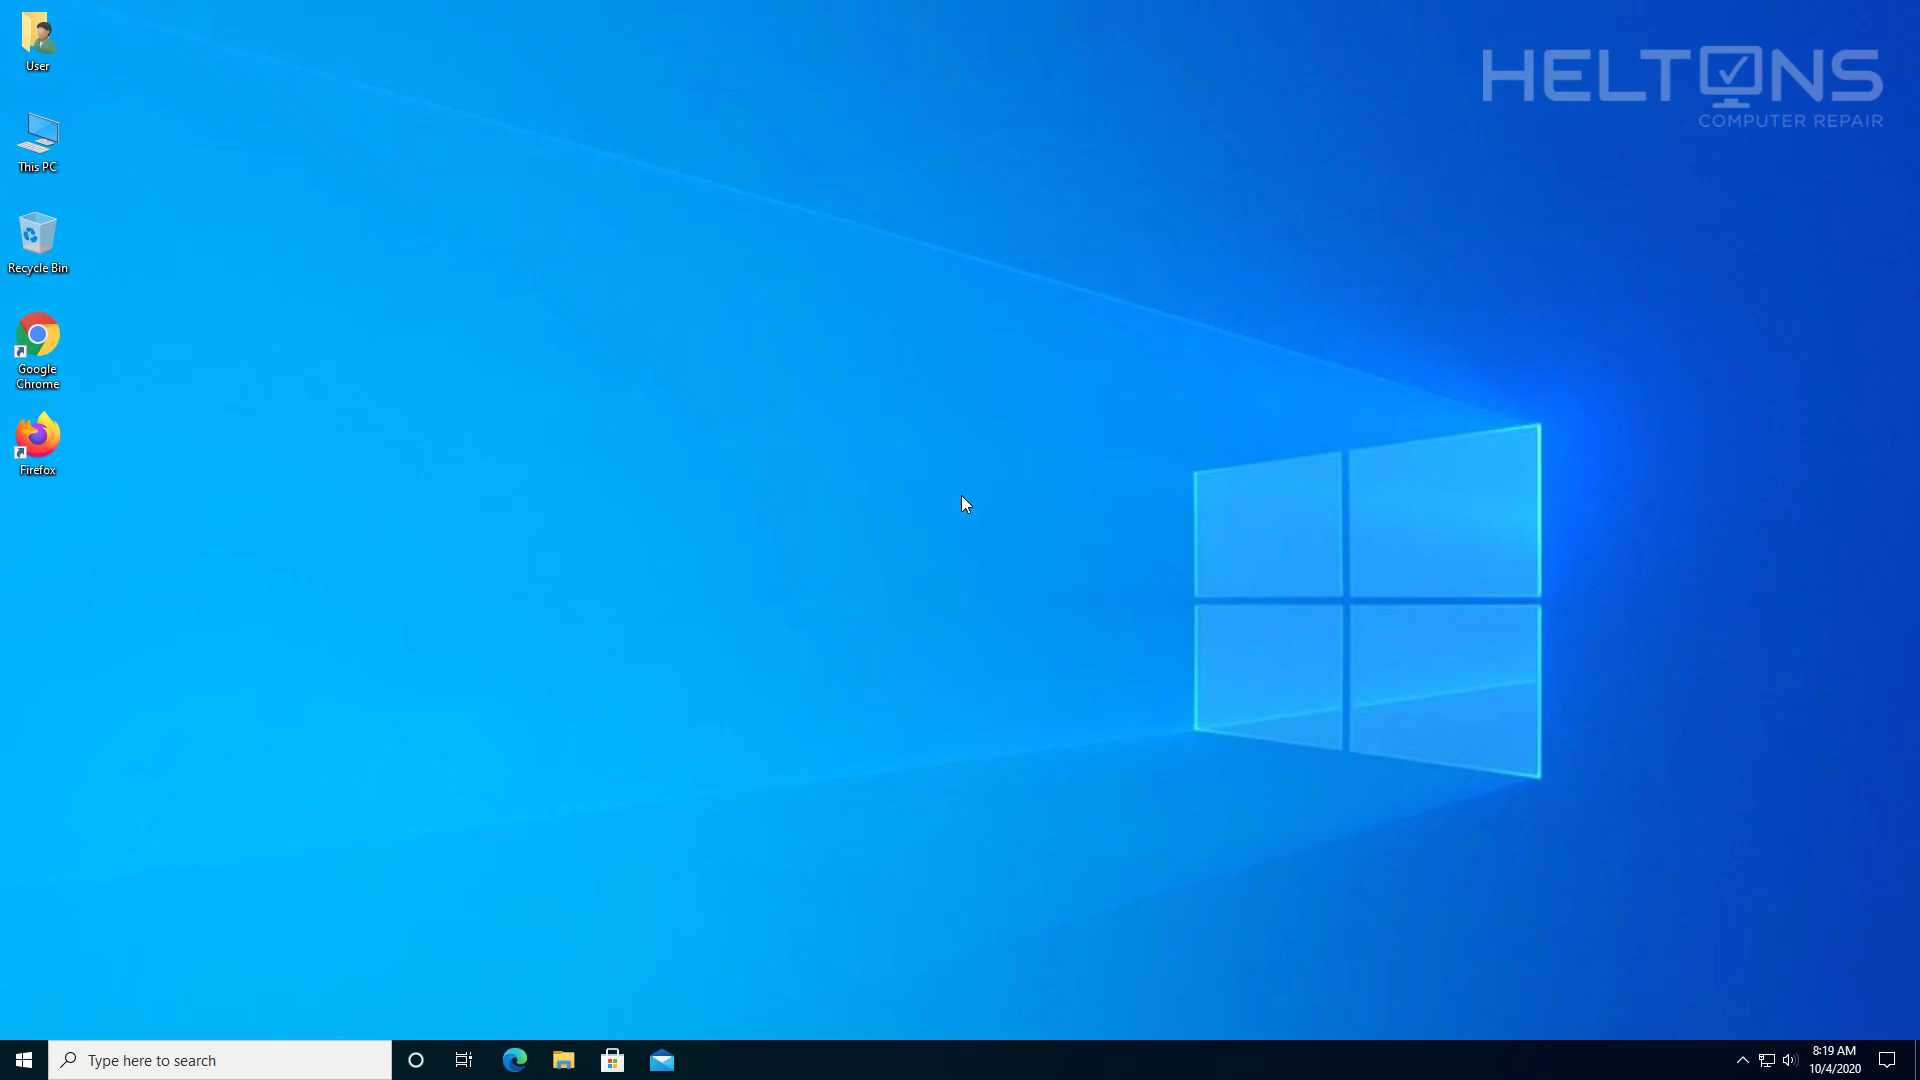 User
This PC
Recycle Bin
Google
Chrome
Firefox
HELTONS
COMPUTER REPAIR
Type here to search
8:19 AM
10/4/2020